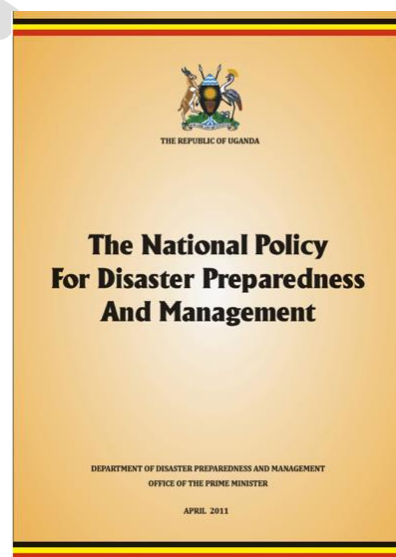 THE REPUBLIC OF UGANDA
The National Policy
For Disaster Preparedness
And Management
DEPARTMENT OF DISASTER PREPAREDNESS AND MANAGEMENT
OFFICE OF THE PRIME MINISTER
APRIL 2011